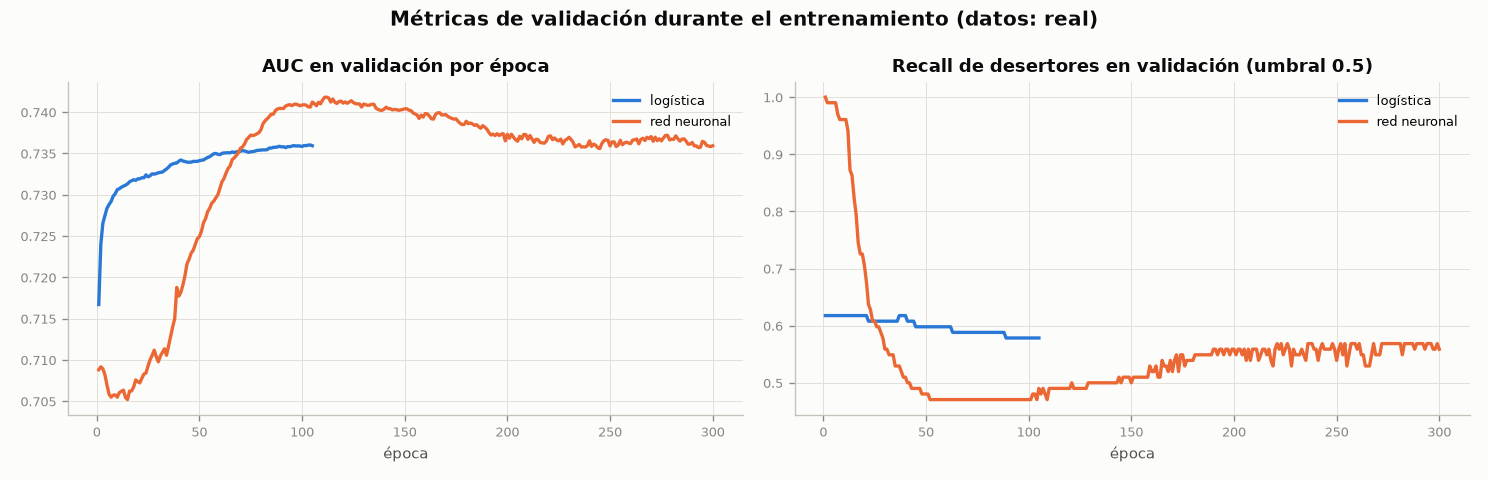 Métricas de validación durante el entrenamiento (datos: real)
AUC en validación por época
logística
red neuronal
0.740
0.735
0.730
0.725
0.720
0.715
0.710
0.705
0 50 100 150 200 250 300
época
Recall de desertores en validación (umbral 0.5)
logística
red neuronal
1.0
0.9
0.8
0.7
0.6
0.5
0 50 100 150 200 250 300
época